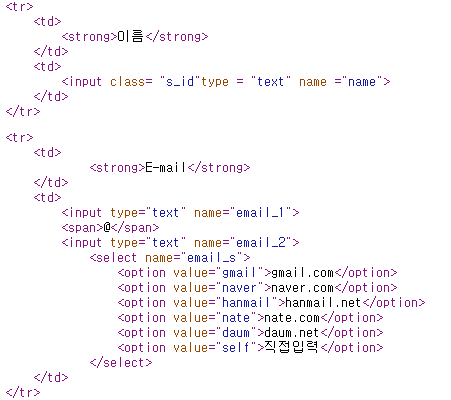 <tr>
    <td>
        <strong>이름</strong>
    </td>
    <td>
        <input class= "s_id"type = "text" name ="name">
    </td>
</tr>
<tr>
    <td>
            <strong>E-mail</strong>
    </td>
    <td>
        <input type="text" name="email_1">
        <span>@</span>
        <input type="text" name="email_2">
            <select name="email_s">
                <option value="gmail">gmail.com</option>
                <option value="naver">naver.com</option>
                <option value="hanmail">hanmail.net</option>
                <option value="nate">nate.com</option>
                <option value="daum">daum.net</option>
                <option value="self">직접입력</option>
            </select>
    </td>
</tr>